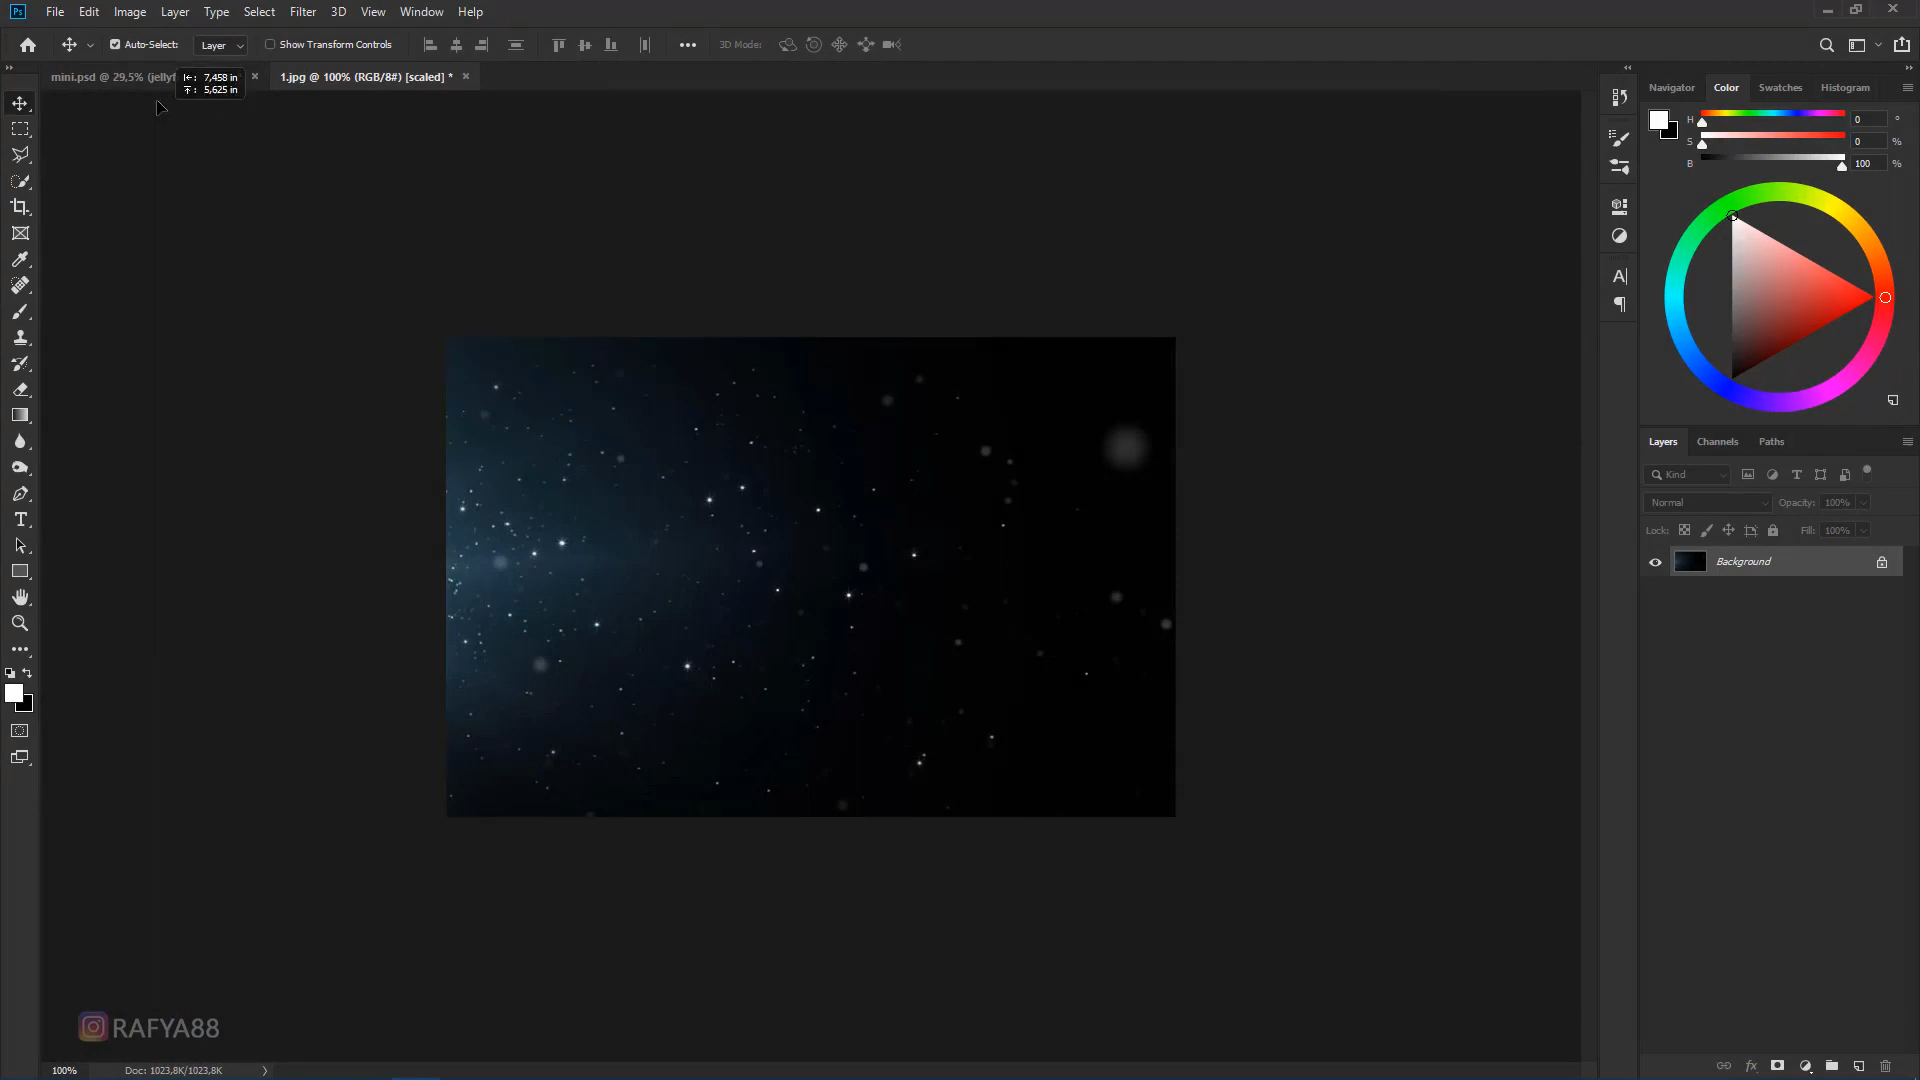 Ps File Edit Image Layer Type Select Filter 3D View Window Help
Auto-Select: Layer Show Transform Controls 3D Mode:
mini.psd @ 29,5% (jellyf 1.jpg @ 100% (RGB/8#) [scaled] *
7,458 in
5,625 in
Navigator Color Swatches Histogram
H 0 °
S 0 %
B 100 %
Layers Channels Paths
Kind
Normal Opacity: 100%
Lock: Fill: 100%
Background
RAFYA88
100% Doc: 1023,8K/1023,8K